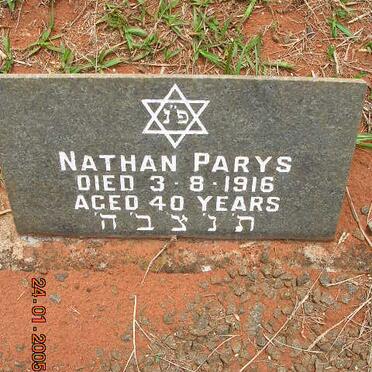 פ״נ
NATHAN PARYS
DIED 3-8-1916
AGED 40 YEARS
ת׳נ׳צ׳ב׳ה׳
24.01.2005